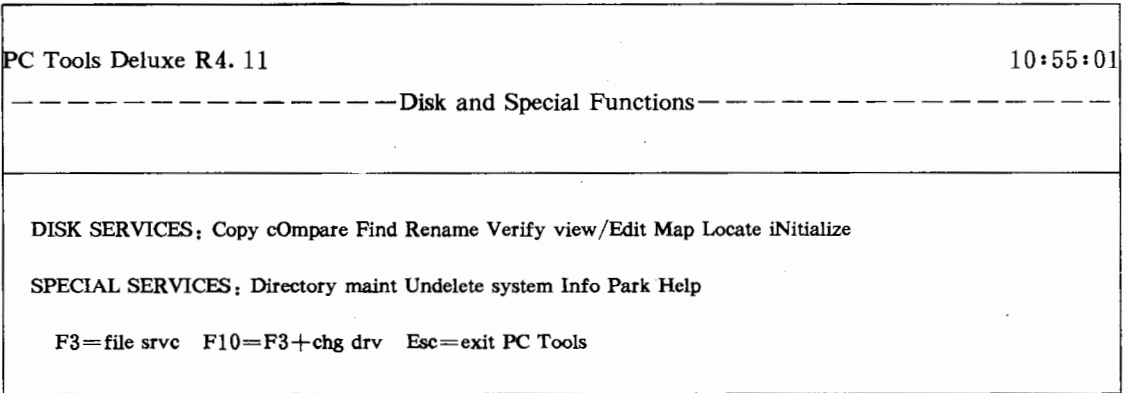 PC Tools Deluxe R4.11 10:55:01
————————————————Disk and Special Functions————————————————
DISK SERVICES: Copy cOmpare Find Rename Verify view/Edit Map Locate iNitialize
SPECIAL SERVICES: Directory maint Undelete system Info Park Help
F3=file srvc F10=F3+chg drv Esc=exit PC Tools